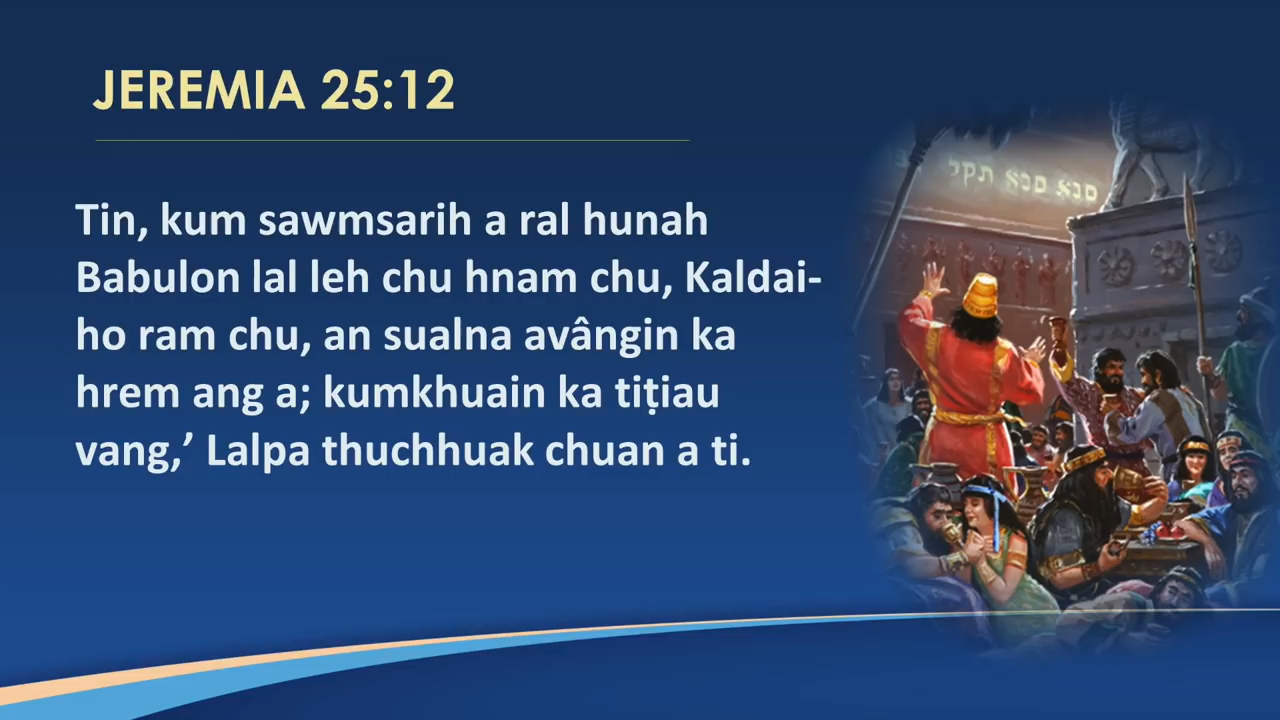 JEREMIA 25:12
Tin, kum sawmsarih a ral hunah
Babulon lal leh chu hnam chu, Kaldai-
ho ram chu, an sualna avângin ka
hrem ang a; kumkhuain ka tiṭiau
vang,’ Lalpa thuchhuak chuan a ti.